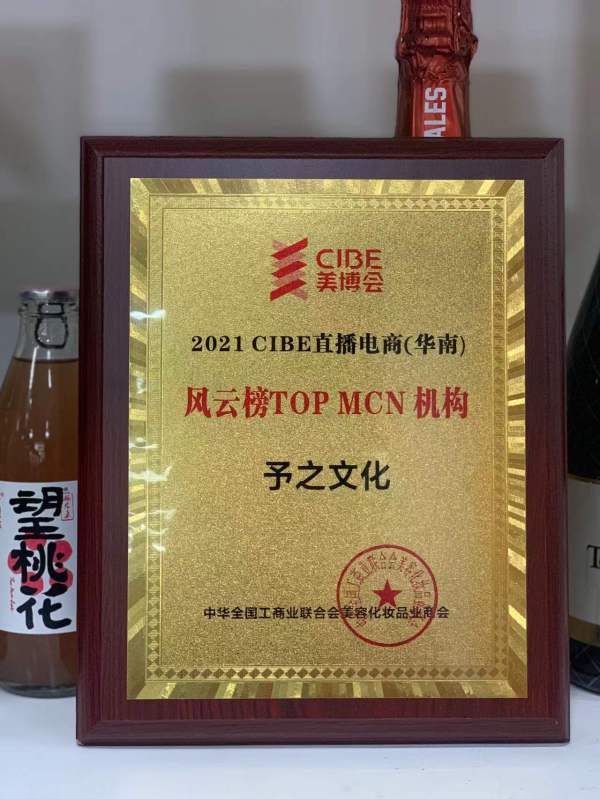 ALES
CIBE
美博会
2021 CIBE直播电商(华南)
风云榜TOP MCN 机构
予之文化
中华全国工商业联合会美容化妆品业商会
望桃花